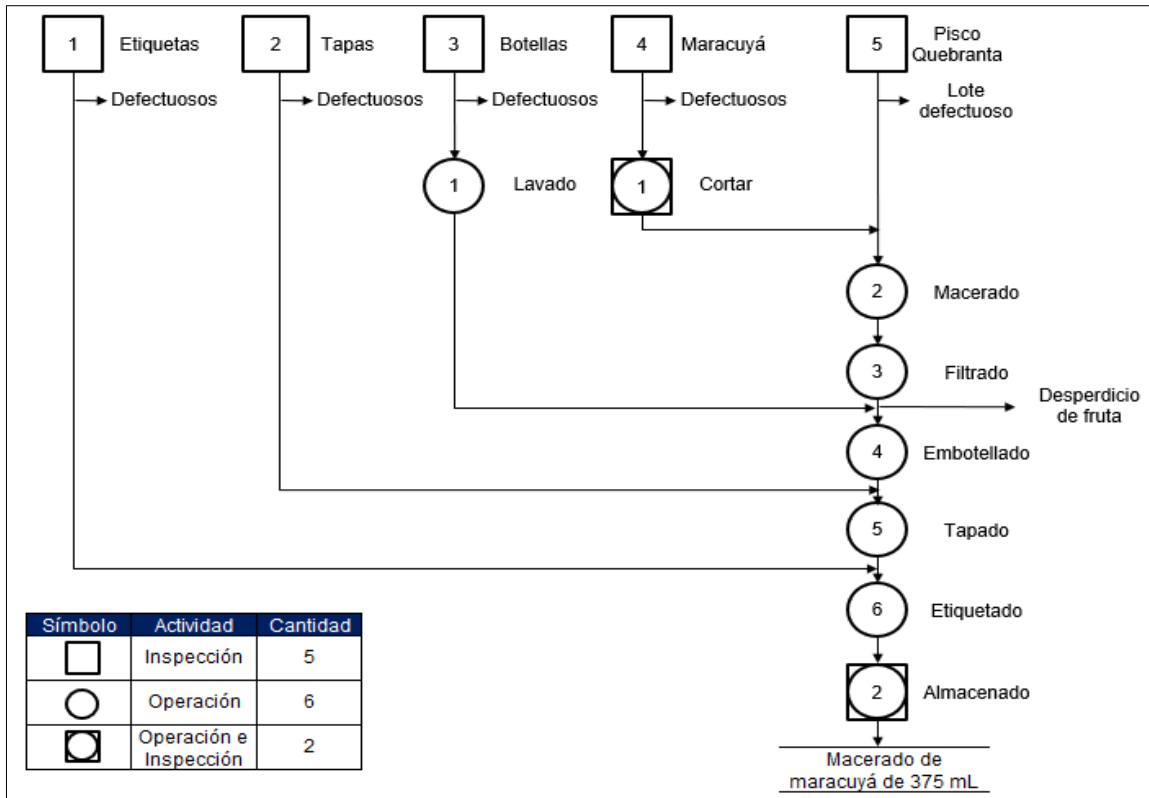 1 Etiquetas 2 Tapas 3 Botellas 4 Maracuyá 5 Pisco
Quebranta
Defectuosos Defectuosos Defectuosos Defectuosos Lote
defectuoso
1 Lavado 1 Cortar
2 Macerado
3 Filtrado
Desperdicio
de fruta
4 Embotellado
5 Tapado
6 Etiquetado
2 Almacenado
Macerado de
maracuyá de 375 mL
Símbolo Actividad Cantidad
Inspección 5
Operación 6
Operación e
Inspección 2